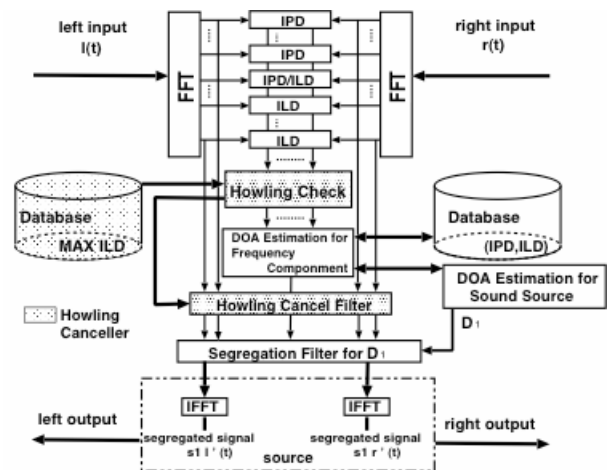 left input
l(t)
right input
r(t)
FFT
FFT
IPD
IPD
IPD/ILD
ILD
ILD
Howling Check
Database
MAX ILD
Database
(IPD,ILD)
DOA Estimation for
Frequency
Componment
DOA Estimation for
Sound Source
Howling Cancel Filter
Howling
Canceller
D1
Segregation Filter for D1
IFFT
IFFT
left output
right output
segregated signal
s1 l ' (t)
segregated signal
s1 r ' (t)
source